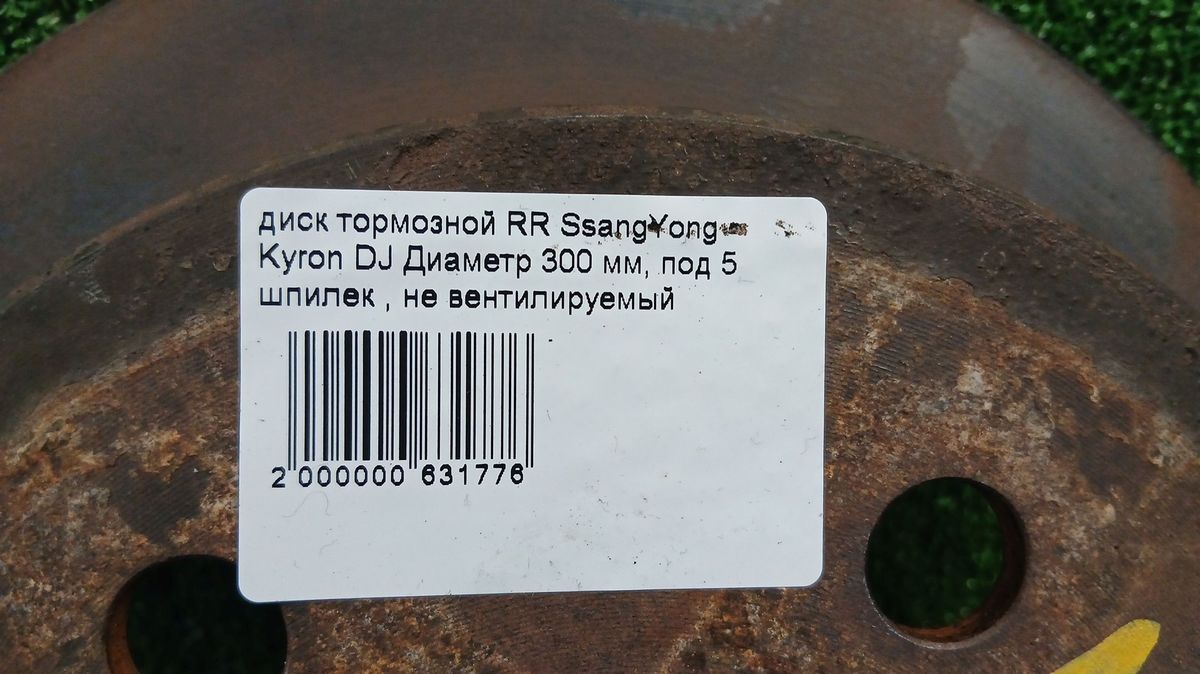 диск тормозной RR SsangYong
Kyron DJ Диаметр 300 мм, под 5
шпилек , не вентилируемый
2 000000 631776